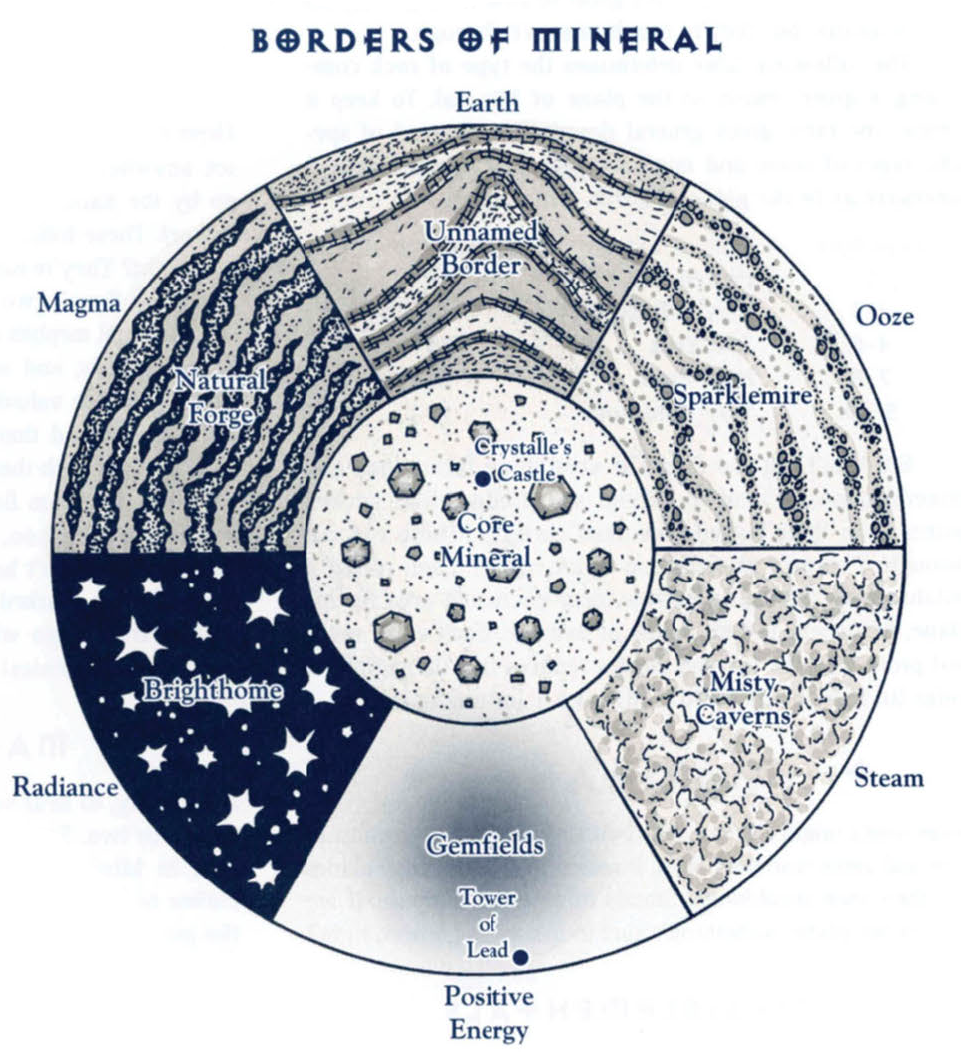 BORDERS OF MINERAL
Earth
Unnamed
Border
Magma
Ooze
Natural
Forge
Sparklemire
Crystalle's
Castle
Core
Mineral
Brighthome
Misty
Caverns
Radiance
Steam
Gemfields
Tower
of
Lead
Positive
Energy